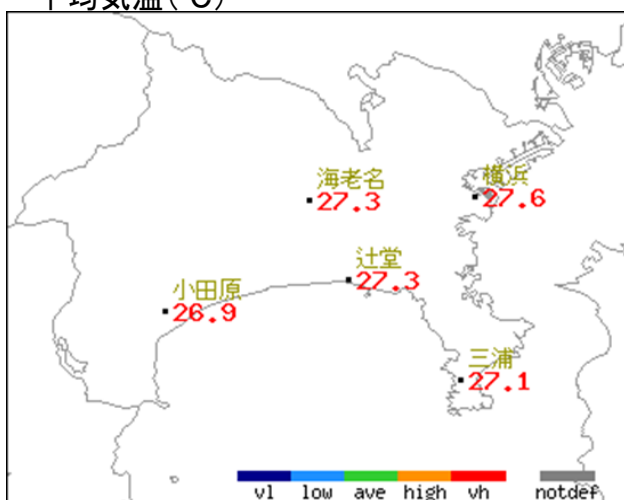 平均気温(℃)
海老名
27.3
横浜
27.6
辻堂
27.3
小田原
26.9
三浦
27.1
vl low ave high vh notdef